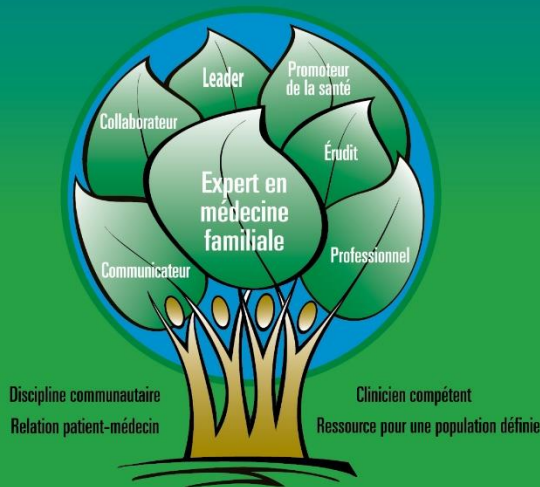 Leader
Promoteur
de la santé
Collaborateur
Érudit
Expert en
médecine
familiale
Communicateur
Professionnel
Discipline communautaire
Relation patient-médecin
Clinicien compétent
Ressource pour une population définie